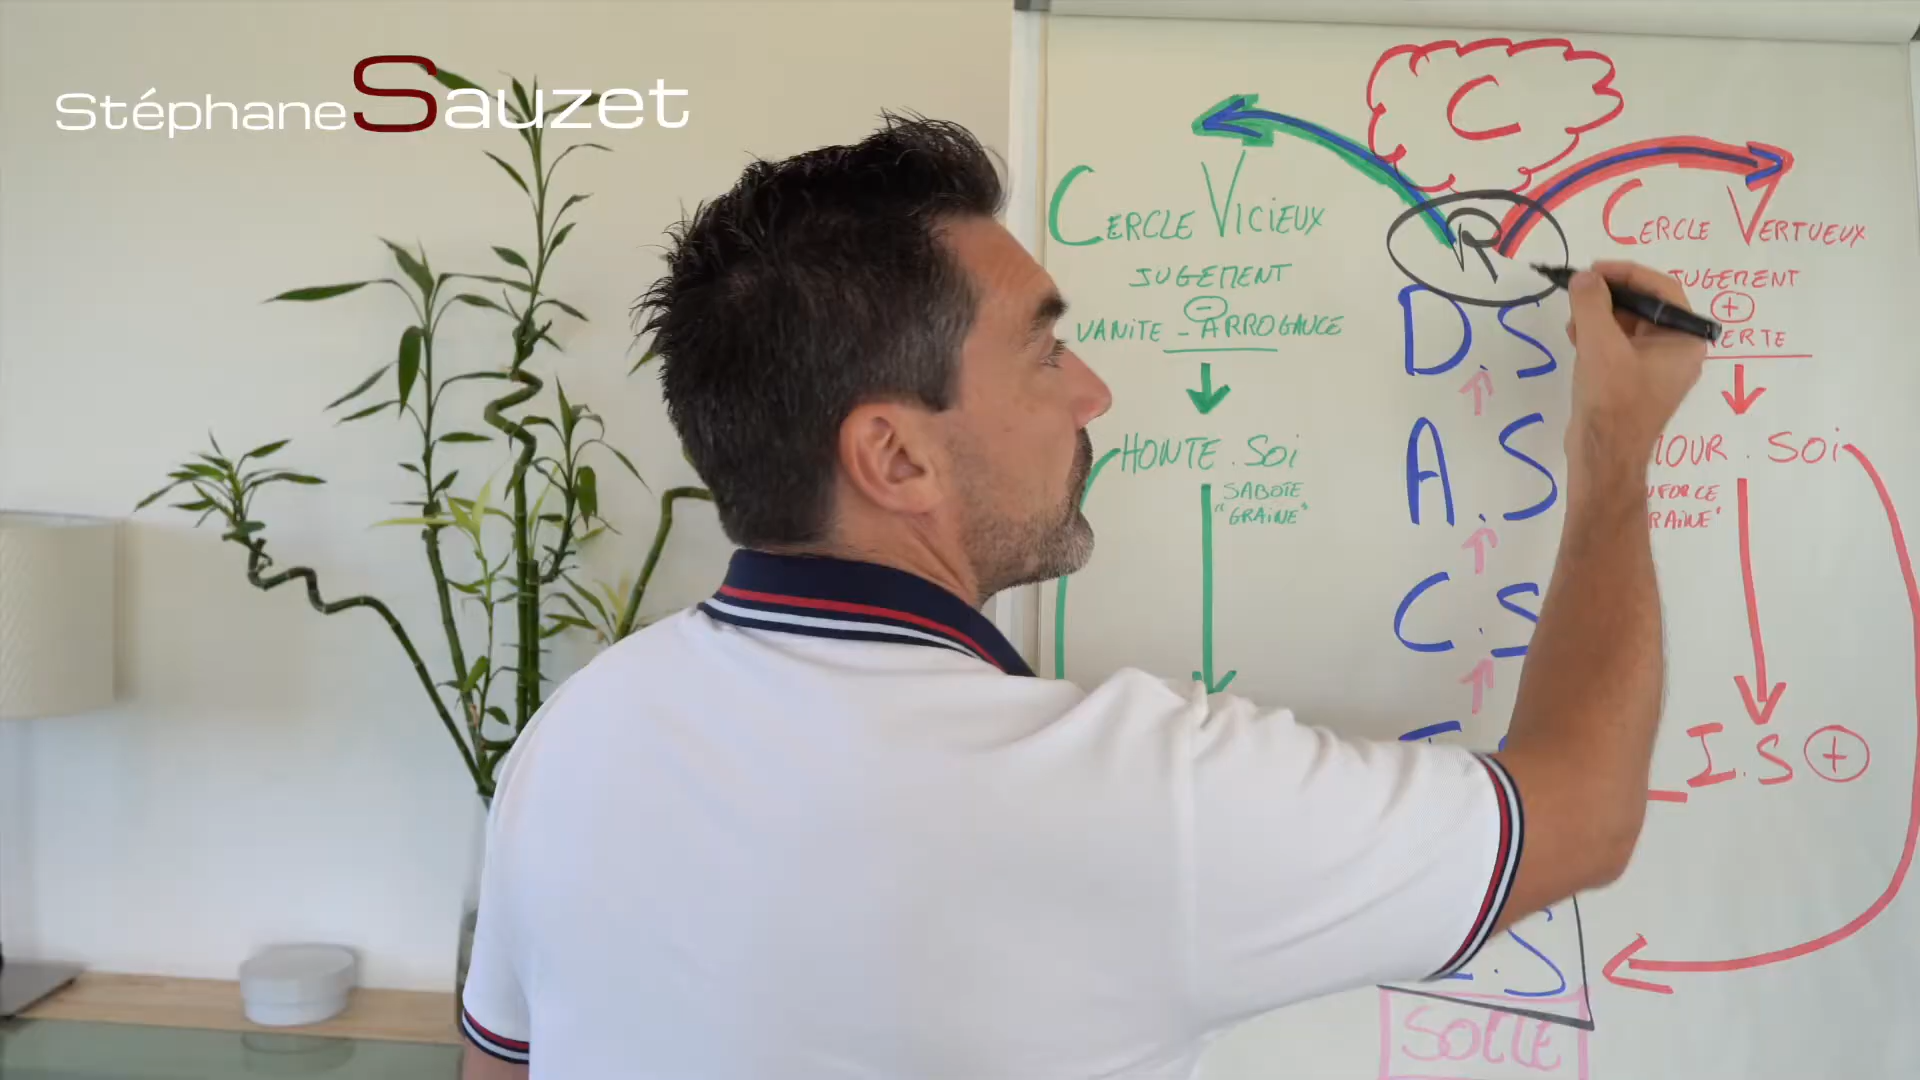 Stéphane Sauzet
C
CERCLE VICIEUX
JUGEMENT
-
VANITE - ARROGANCE
HONTE . SOI
SABOTE
"GRAINE"
R
D.S
A.S
C.S
S
SOCLE
CERCLE VERTUEUX
JUGEMENT
+
SOI
I.S +